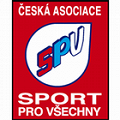 ČESKÁ ASOCIACE
SPV
SPORT
PRO VŠECHNY